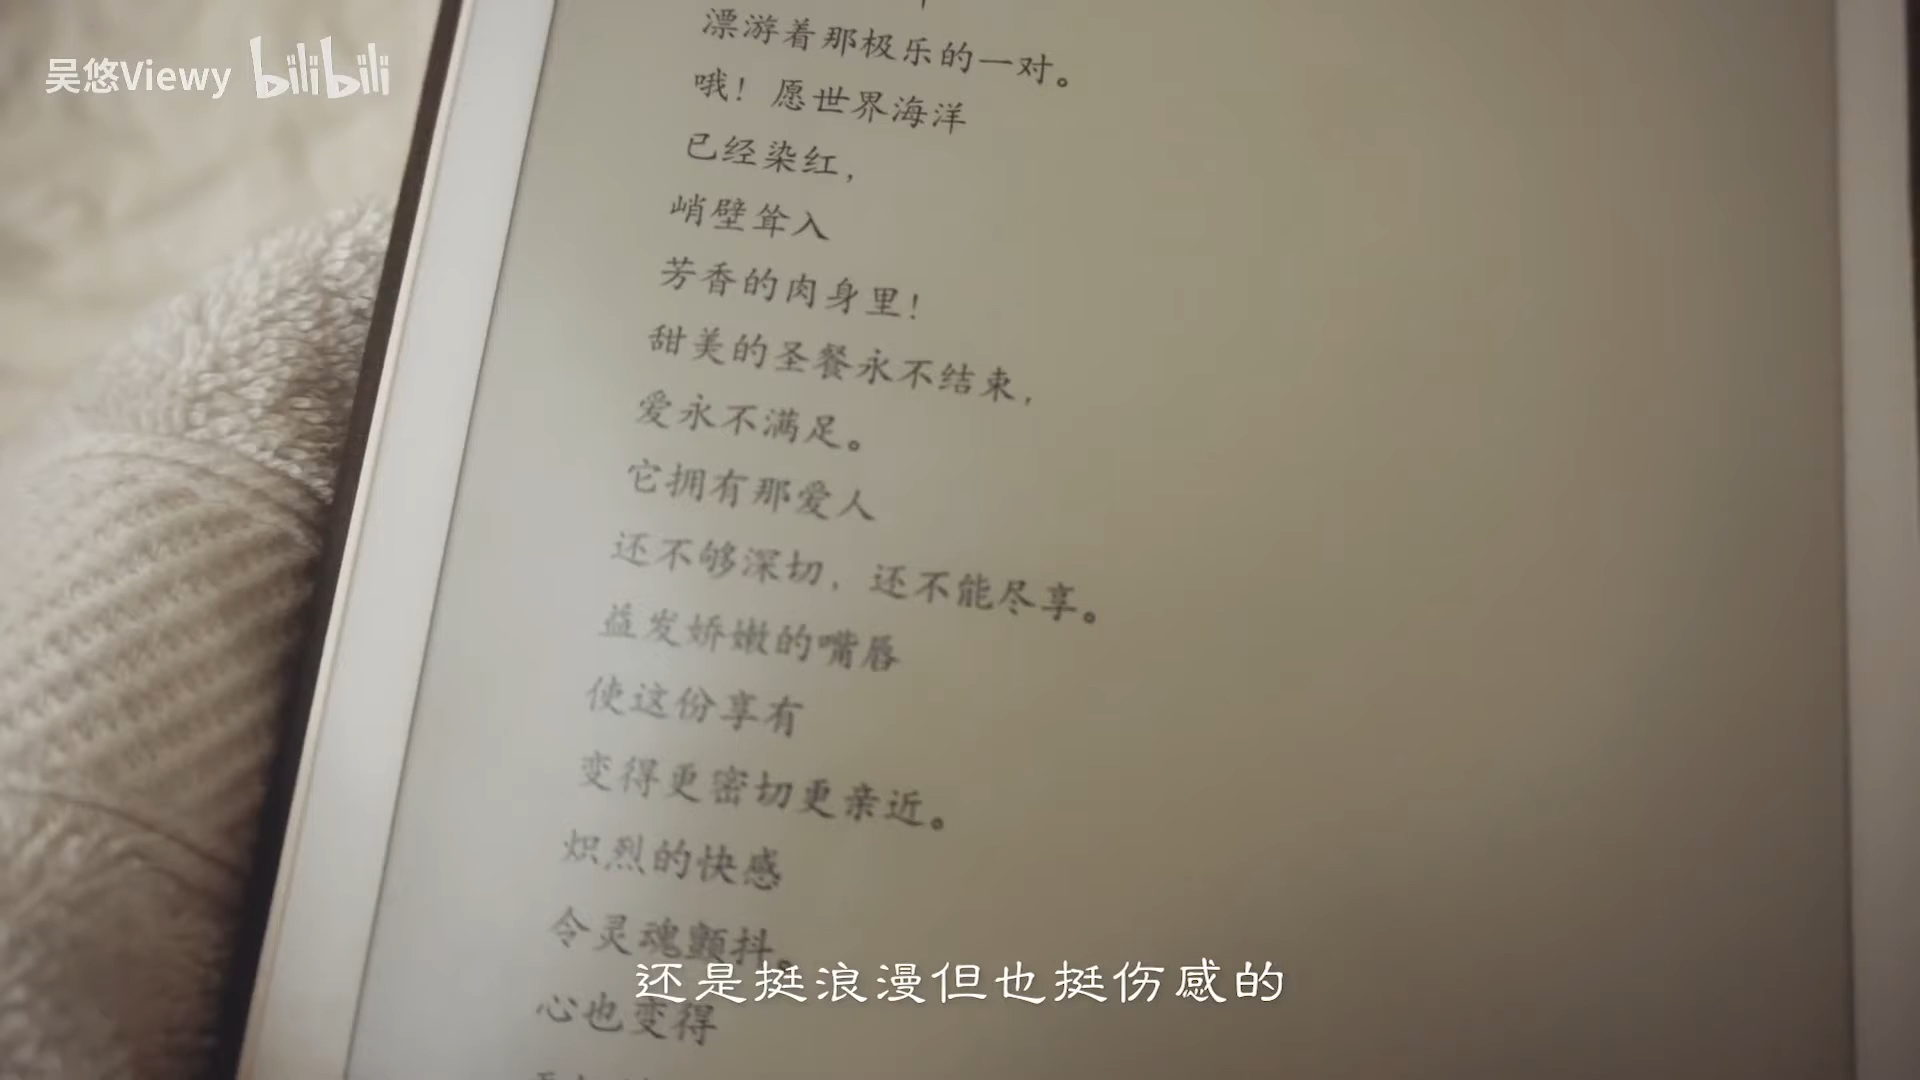 吴悠Viewy bilibili
漂游着那极乐的一对。
哦！愿世界海洋
已经染红，
峭壁耸入
芳香的肉身里！
甜美的圣餐永不结束，
爱永不满足。
它拥有那爱人
还不够深切，还不能尽享。
益发娇嫩的嘴唇
使这份享有
变得更密切更亲近。
炽烈的快感
令灵魂颤抖。
还是挺浪漫但也挺伤感的
心也变得